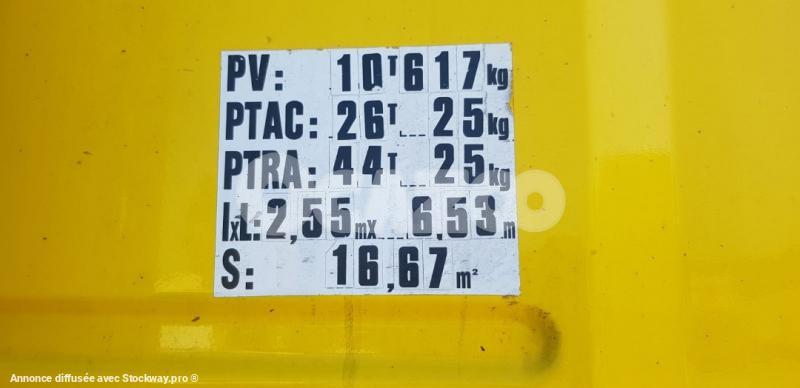 PV: 10T617kg
PTAC: 26T 25kg
PTRA: 44T 25kg
lxL: 2,55mx 6,53m
S: 16,67m²
Annonce diffusée avec Stockway.pro ®